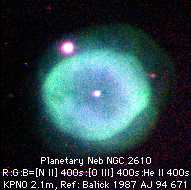 Planetary Neb NGC 2610
R:G:B=[N II] 400s:[O III] 400s:He II 400s
KPNO 2.1m, Ref: Balick 1987 AJ 94 671